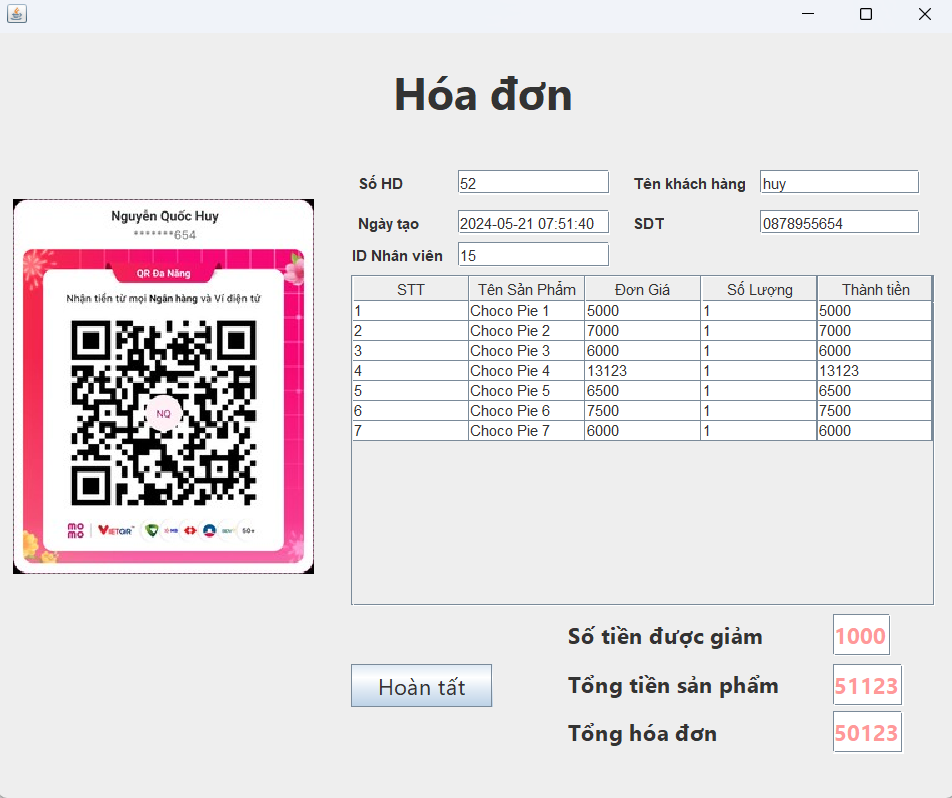 Hóa đơn
Số HD 52 Tên khách hàng huy
Ngày tạo 2024-05-21 07:51:40 SDT 0878955654
ID Nhân viên 15
Nguyễn Quốc Huy
*******654
QR Đa Năng
Nhận tiền từ mọi Ngân hàng và Ví điện tử
NQ
mo mo VIETQR
50+
STT Tên Sản Phẩm Đơn Giá Số Lượng Thành tiền
1 Choco Pie 1 5000 1 5000
2 Choco Pie 2 7000 1 7000
3 Choco Pie 3 6000 1 6000
4 Choco Pie 4 13123 1 13123
5 Choco Pie 5 6500 1 6500
6 Choco Pie 6 7500 1 7500
7 Choco Pie 7 6000 1 6000
Số tiền được giảm 1000
Hoàn tất
Tổng tiền sản phẩm 51123
Tổng hóa đơn 50123